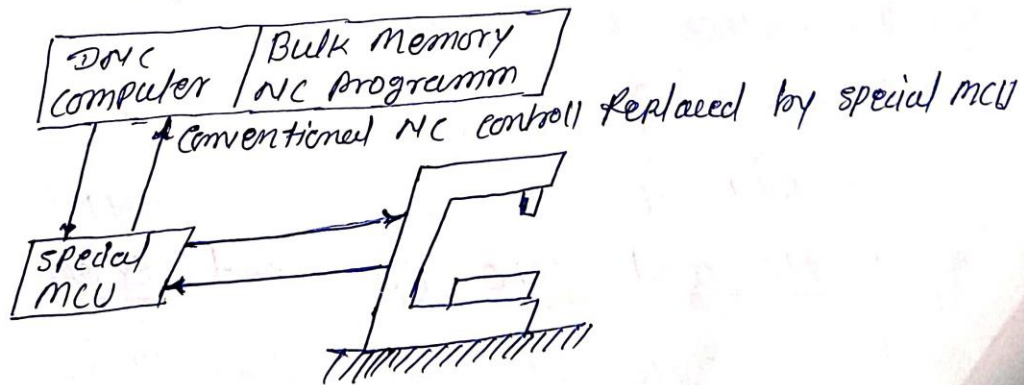 DNC
computer
Bulk Memory
NC Programm
Conventional NC controll Replaced by special MCU
special
MCU